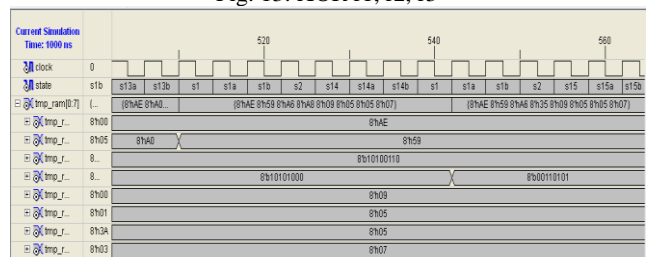 Fig. r1, r2, r3
Current Simulation
Time: 1000 ns
520 540 560
clock 0
state s1b s13a s13b s1 s1a s1b s2 s14 s14a s14b s1 s1a s1b s2 s15 s15a s15b
tmp_ram[0:7] (... (8'hAE 8'hA0... (8'hAE 8'h59 8'hA6 8'hA8 8'h09 8'h05 8'h05 8'h07) (8'hAE 8'h59 8'hA6 8'h35 8'h09 8'h05 8'h05 8'h07)
tmp_r... 8'h00 8'hAE
tmp_r... 8'h05 8'hA0 8'h59
tmp_r... 8... 8'b10100110
tmp_r... 8... 8'b10101000 8'b00110101
tmp_r... 8'h00 8'h09
tmp_r... 8'h01 8'h05
tmp_r... 8'h3A 8'h05
tmp_r... 8'h03 8'h07